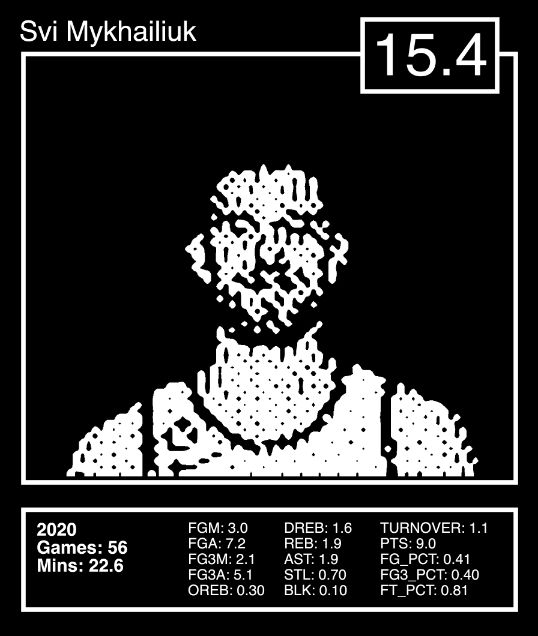 Svi Mykhailiuk
15.4
2020
Games: 56
Mins: 22.6
FGM: 3.0
FGA: 7.2
FG3M: 2.1
FG3A: 5.1
OREB: 0.30
DREB: 1.6
REB: 1.9
AST: 1.9
STL: 0.70
BLK: 0.10
TURNOVER: 1.1
PTS: 9.0
FG_PCT: 0.41
FG3_PCT: 0.40
FT_PCT: 0.81